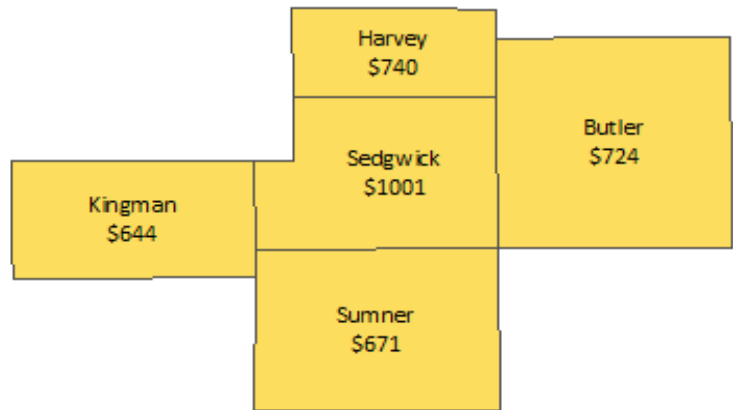 Harvey
$740
Butler
$724
Sedgwick
$1001
Kingman
$644
Sumner
$671